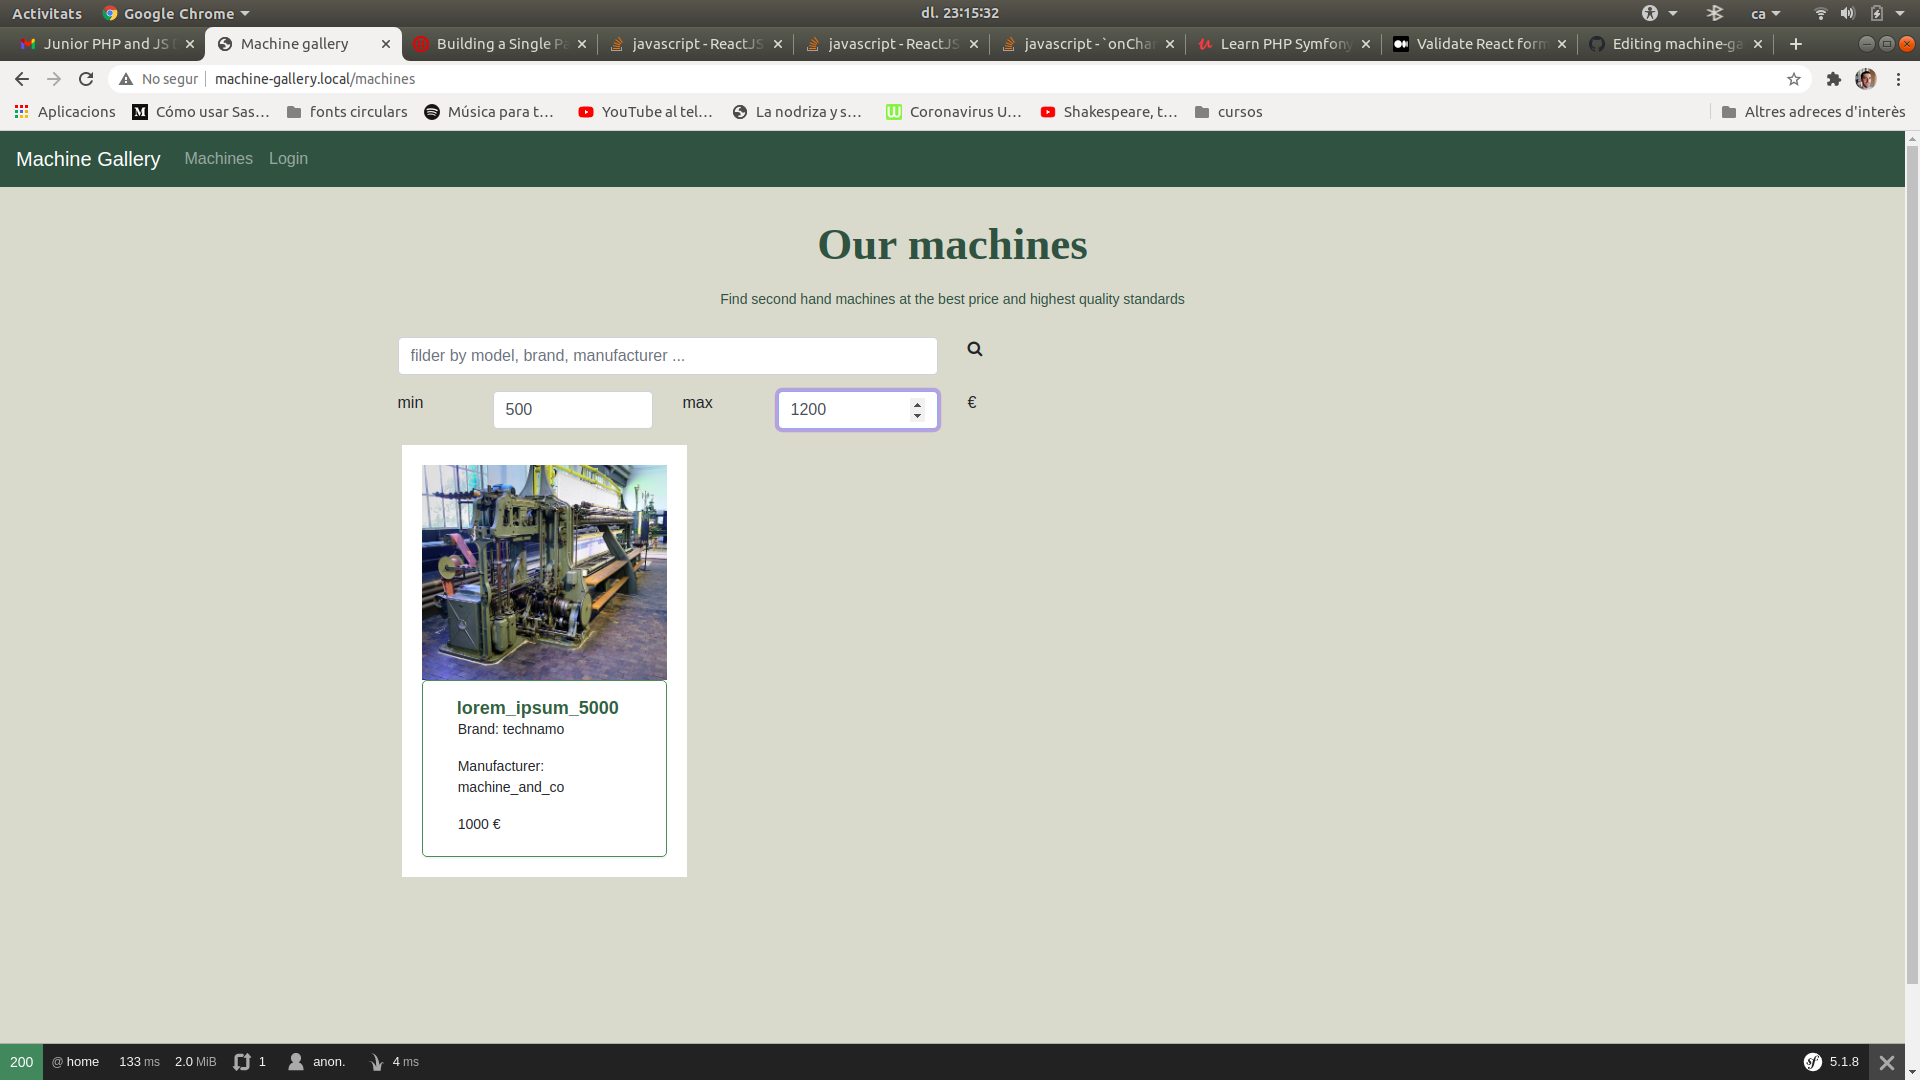 Activitats Google Chrome dl. 23:15:32 ca
Junior PHP and JS
Machine gallery
Building a Single Pa
javascript - ReactJS
javascript - ReactJS
javascript - `onChan
Learn PHP Symfony
Validate React form
Editing machine-ga
No segur machine-gallery.local/machines
Aplicacions Cómo usar Sas... fonts circulars Música para t... YouTube al tel... La nodriza y s... Coronavirus U... Shakespeare, t... cursos Altres adreces d'interès
Machine Gallery Machines Login
Our machines
Find second hand machines at the best price and highest quality standards
filder by model, brand, manufacturer ...
min 500 max 1200 €
lorem_ipsum_5000
Brand: technamo
Manufacturer:
machine_and_co
1000 €
200 @ home 133 ms 2.0 MiB 1 anon. 4 ms sf 5.1.8